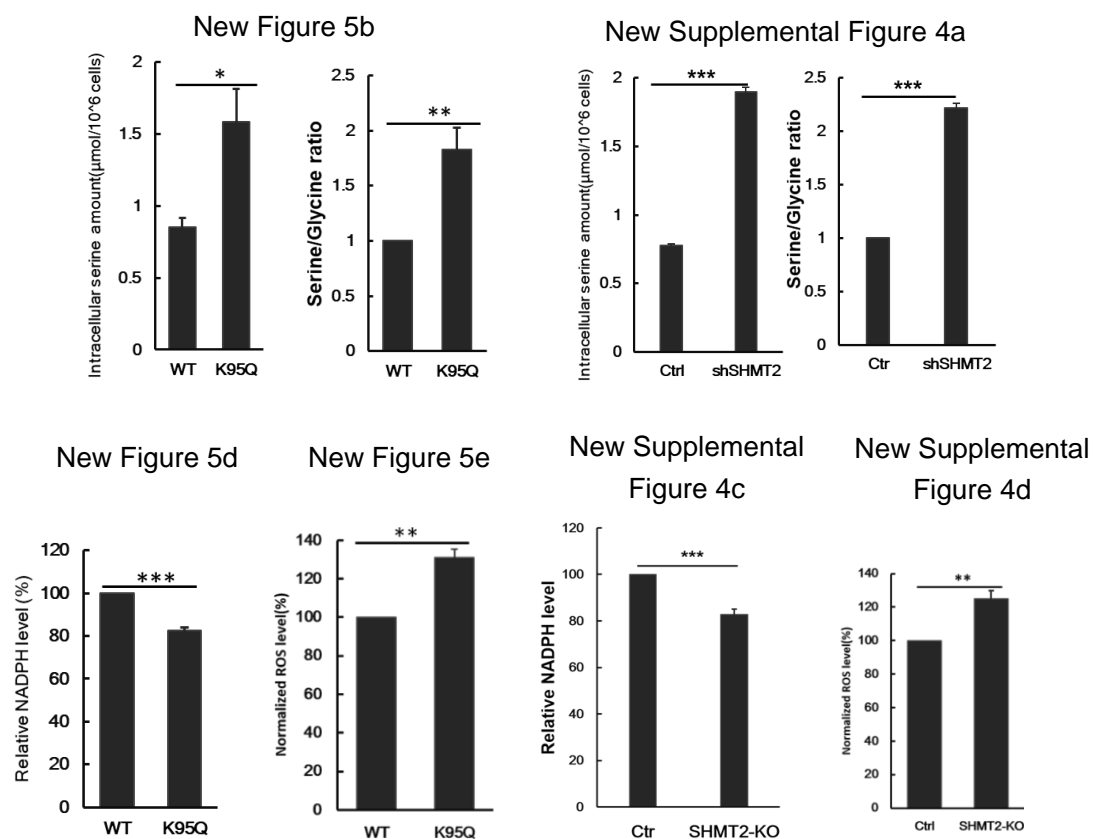 New Figure 5b
Intracellular serine amount(μmol/10^6 cells)
2
1.5
1
0.5
0
*
WT K95Q
Serine/Glycine ratio
2.5
2
1.5
1
0.5
0
**
WT K95Q
New Supplemental Figure 4a
Intracellular serine amount(μmol/10^6 cells)
2
1.5
1
0.5
0
***
Ctrl shSHMT2
Serine/Glycine ratio
2.5
2
1.5
1
0.5
0
***
Ctr shSHMT2
New Figure 5d
Relative NADPH level (%)
120
100
80
60
40
20
0
***
WT K95Q
New Figure 5e
Normalized ROS level(%)
140
120
100
80
60
40
20
0
**
WT K95Q
New Supplemental
Figure 4c
Relative NADPH level
120
100
80
60
40
20
0
***
Ctr SHMT2-KO
New Supplemental
Figure 4d
Normalized ROS level(%)
140
120
100
80
60
40
20
0
**
Ctrl SHMT2-KO